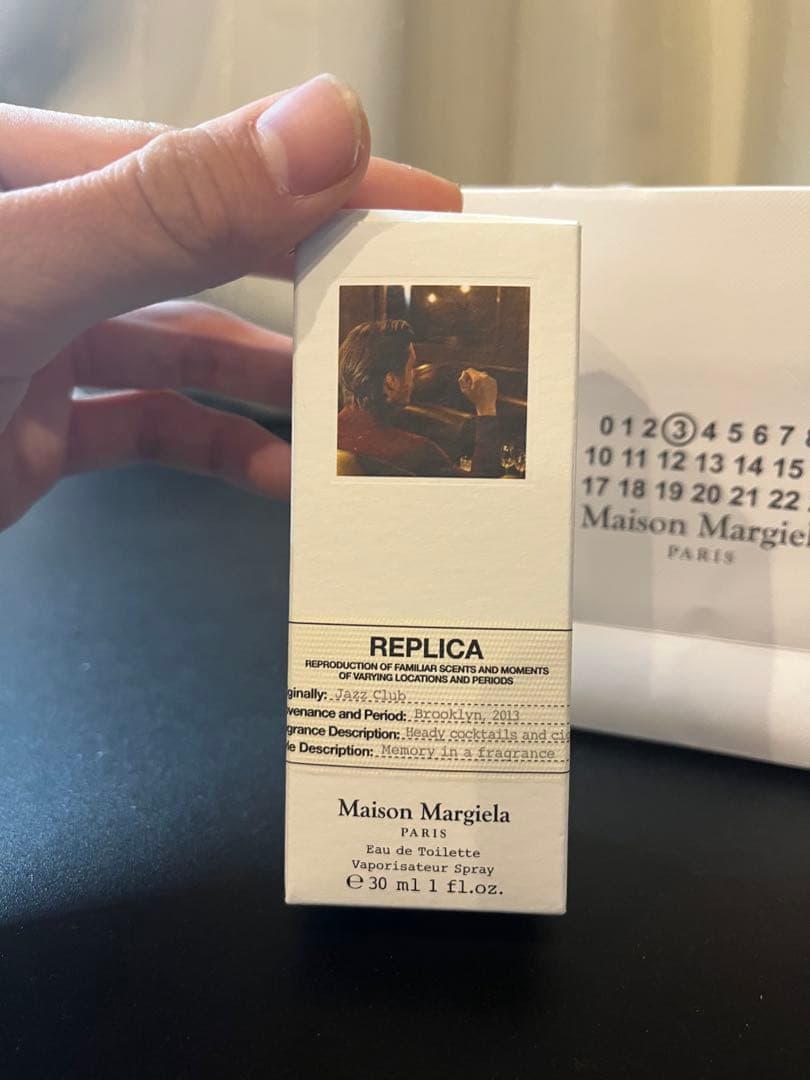 REPLICA
REPRODUCTION OF FAMILIAR SCENTS AND MOMENTS
OF VARYING LOCATIONS AND PERIODS
ginally: Jazz Club
venance and Period: Brooklyn, 2013
grance Description: Heady cocktails and cig
le Description: Memory in a fragrance
Maison Margiela
PARIS
Eau de Toilette
Vaporisateur Spray
℮ 30 ml 1 fl.oz.
0 1 2 3 4 5 6 7 8
10 11 12 13 14 15
17 18 19 20 21 22
Maison Margiel
PARIS